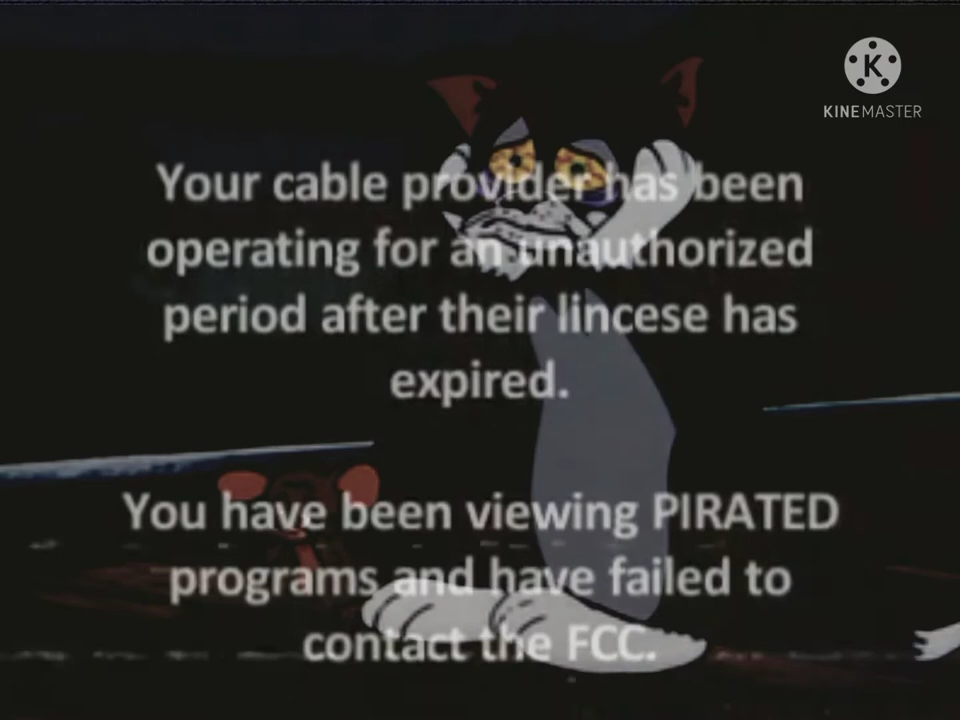 KINEMASTER
Your cable provider has been
operating for an unauthorized
period after their lincese has
expired.
You have been viewing PIRATED
programs and have failed to
contact the FCC.